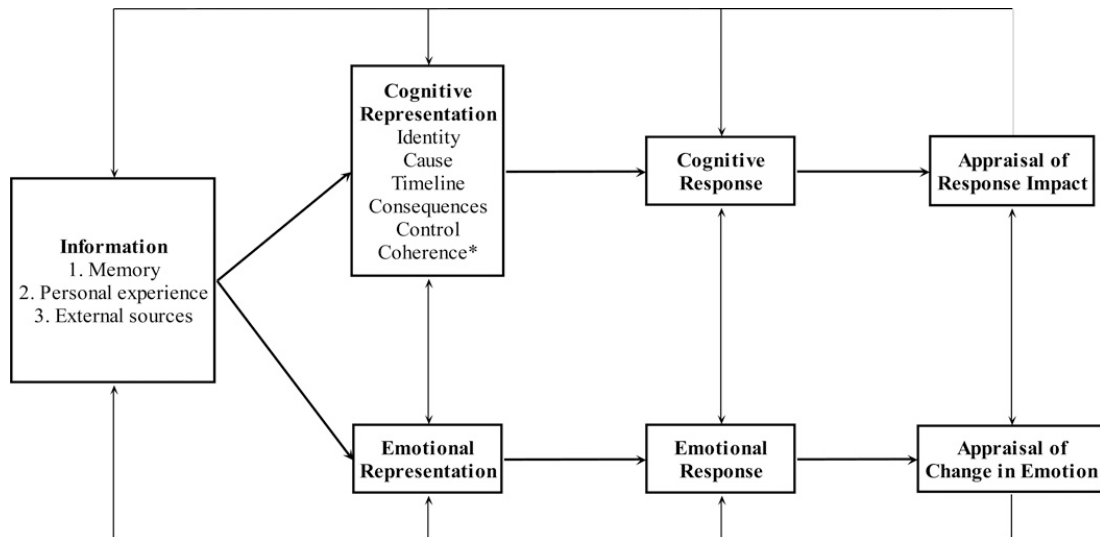 Cognitive
Representation
Identity
Cause
Timeline
Consequences
Control
Coherence*
Cognitive
Response
Appraisal of
Response Impact
Information
1. Memory
2. Personal experience
3. External sources
Emotional
Representation
Emotional
Response
Appraisal of
Change in Emotion